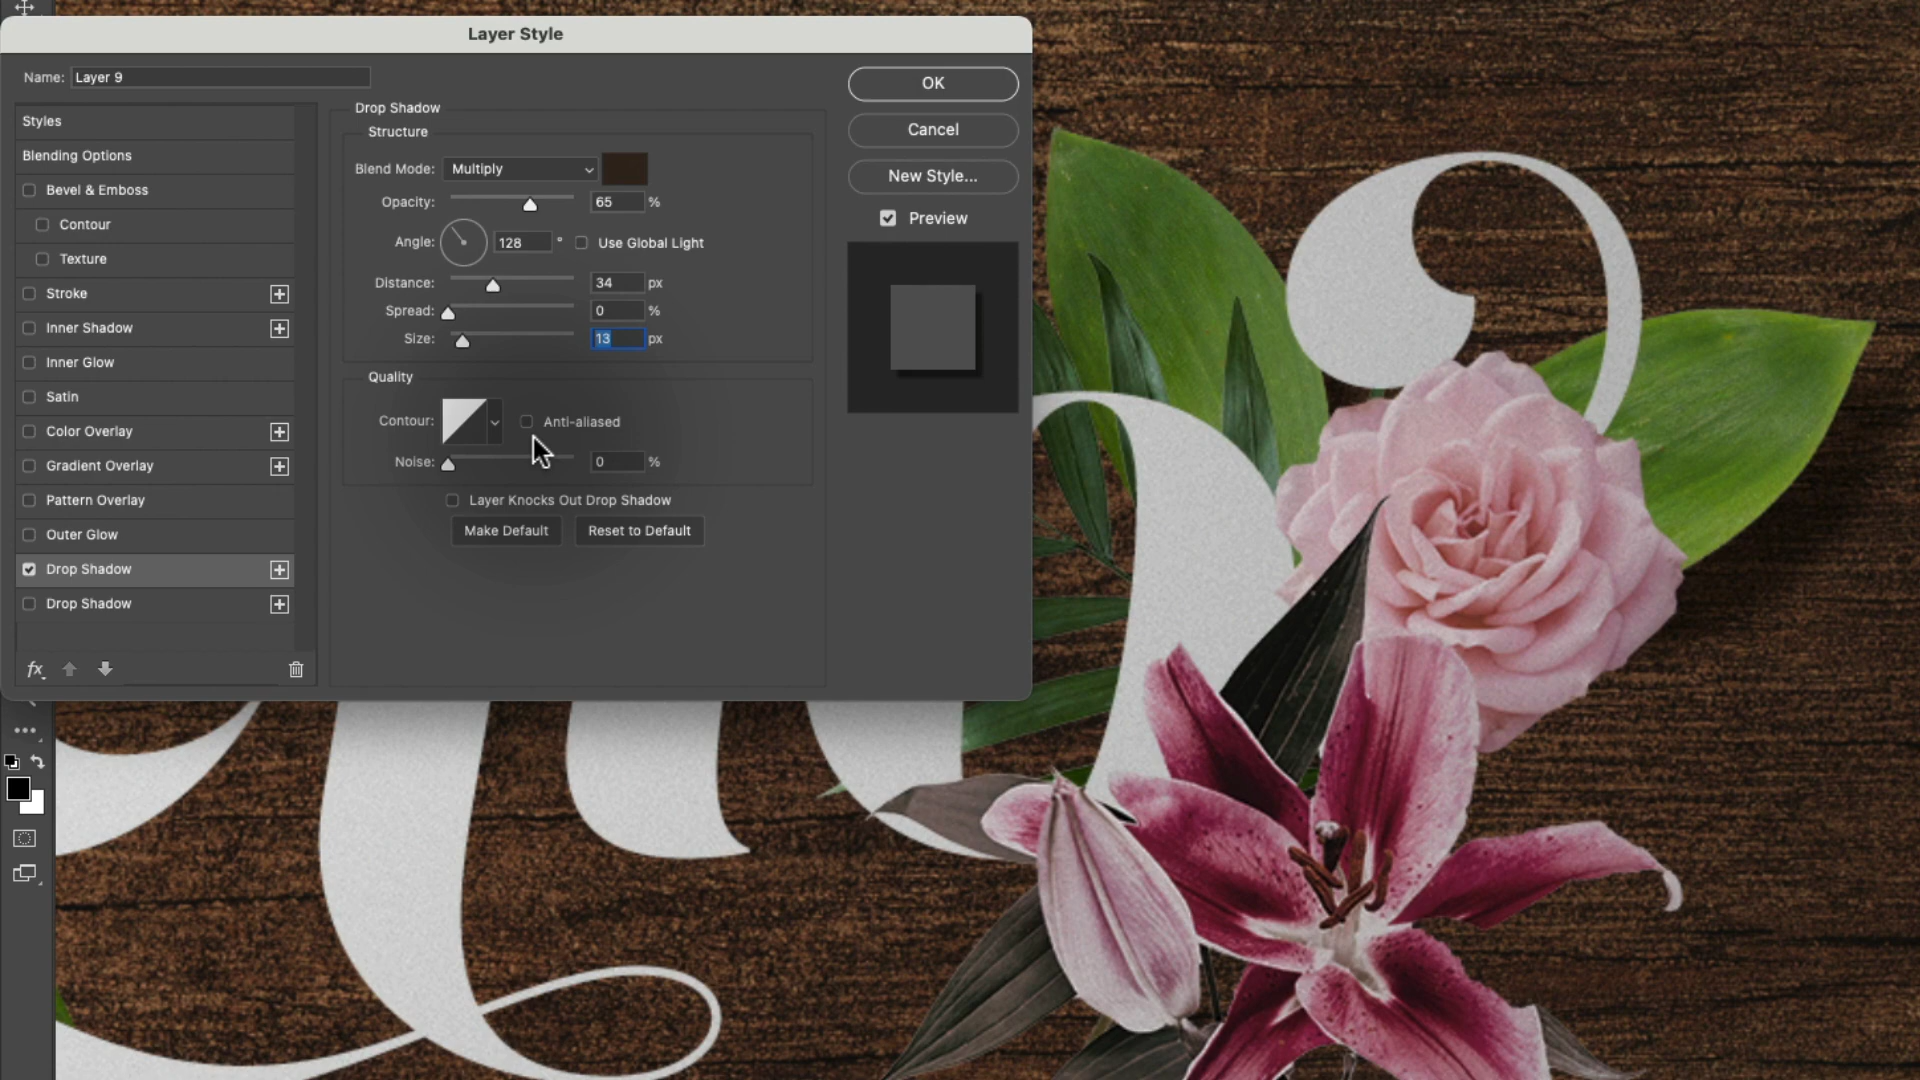 Layer Style
Name: Layer 9
Styles
Blending Options
Bevel & Emboss
Contour
Texture
Stroke
Inner Shadow
Inner Glow
Satin
Color Overlay
Gradient Overlay
Pattern Overlay
Outer Glow
Drop Shadow
Drop Shadow
fx
Drop Shadow
Structure
Blend Mode: Multiply
Opacity: 65 %
Angle: 128 ° Use Global Light
Distance: 34 px
Spread: 0 %
Size: 13 px
Quality
Contour: Anti-aliased
Noise: 0 %
Layer Knocks Out Drop Shadow
Make Default Reset to Default
OK
Cancel
New Style...
Preview